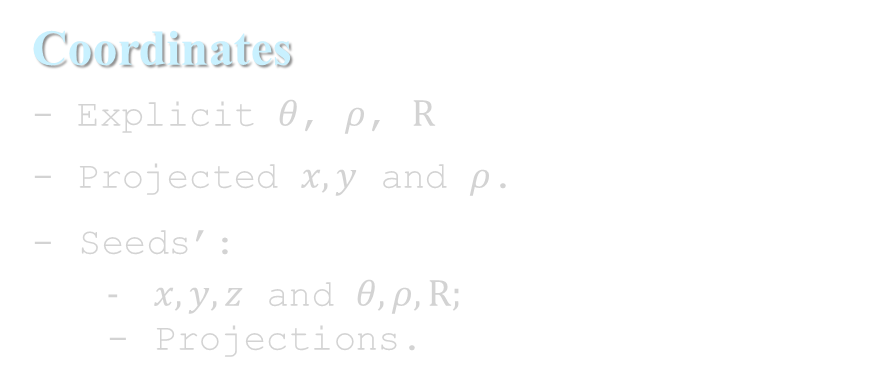 Coordinates
- Explicit θ, ρ, R
- Projected x,y and ρ.
- Seeds’:
- x,y,z and θ,ρ,R;
- Projections.